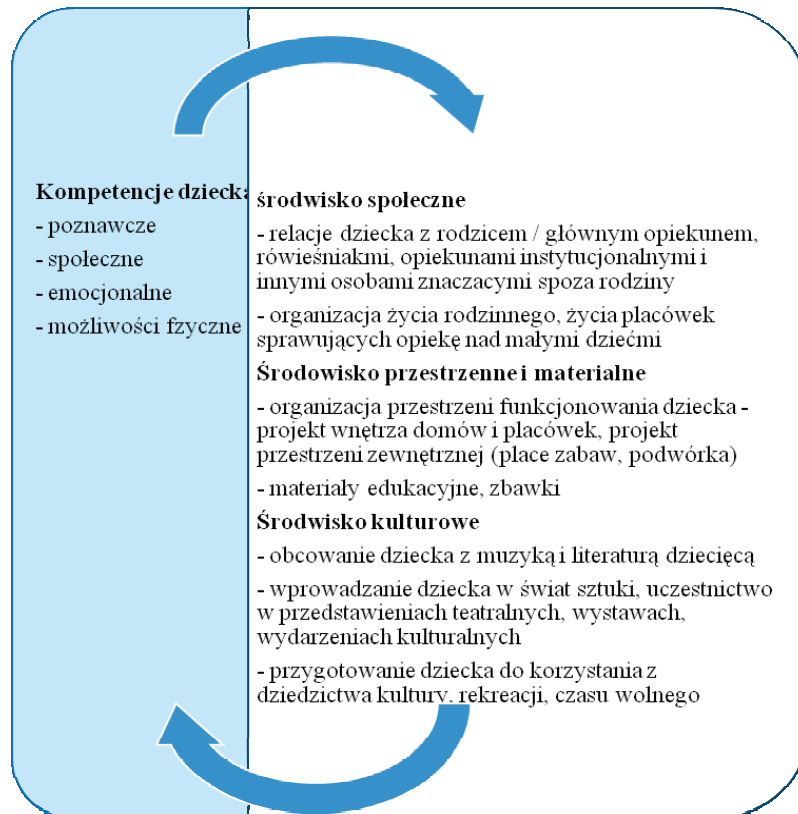 Kompetencje dziecka
- poznawcze
- społeczne
- emocjonalne
- możliwości fzyczne
środwisko społeczne
- relacje dziecka z rodzicem / głównym opiekunem,
rówieśniakmi, opiekunami instytucjonalnymi i
innymi osobami znaczacymi spoza rodziny
- organizacja życia rodzinnego, życia placówek
sprawujących opiekę nad małymi dziećmi
Środowisko przestrzenne i materialne
- organizacja przestrzeni funkcjonowania dziecka -
projekt wnętrza domów i placówek, projekt
przestrzeni zewnętrznej (place zabaw, podwórka)
- materiały edukacyjne, zbawki
Środwisko kulturowe
- obcowanie dziecka z muzyką i literaturą dziecięcą
- wprowadzanie dziecka w świat sztuki, uczestnictwo
w przedstawieniach teatralnych, wystawach,
wydarzeniach kulturalnych
- przygotowanie dziecka do korzystania z
dziedzictwa kultury, rekreacji, czasu wolnego